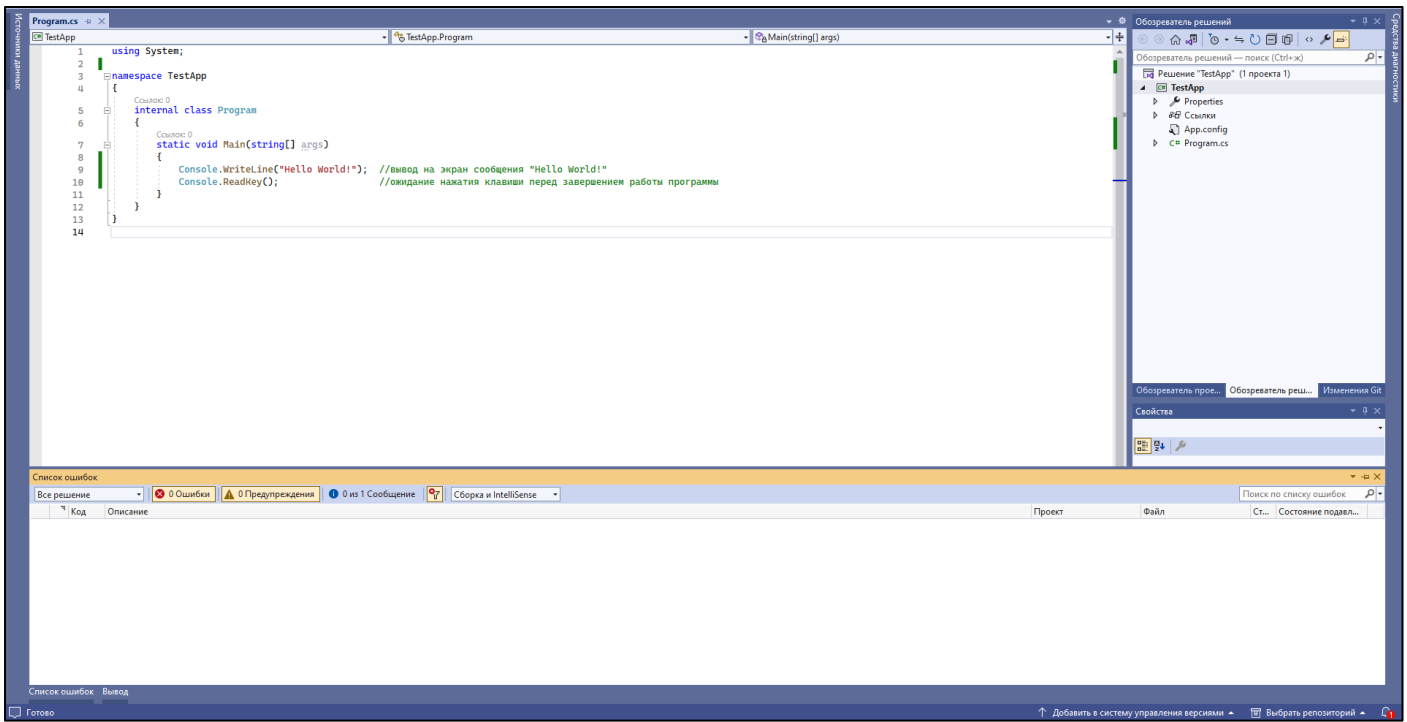 Источники данных
Program.cs
TestApp
TestApp.Program
Main(string[] args)
1 using System;
2
3 namespace TestApp
4 {
Ссылок: 0
5 internal class Program
6 {
Ссылок: 0
7 static void Main(string[] args)
8 {
9 Console.WriteLine("Hello World!"); //вывод на экран сообщения "Hello World!"
10 Console.ReadKey(); //ожидание нажатия клавиши перед завершением работы программы
11 }
12 }
13 }
14
Обозреватель решений
Обозреватель решений — поиск (Ctrl+ж)
Решение "TestApp" (1 проекта 1)
C# TestApp
Properties
Ссылки
App.config
C# Program.cs
Обозреватель прое... Обозреватель реш... Изменения Git
Свойства
Средства диагностики
Список ошибок
Все решение 0 Ошибки 0 Предупреждения 0 из 1 Сообщение Сборка и IntelliSense Поиск по списку ошибок
Код Описание Проект Файл Ст... Состояние подавл...
Список ошибок Вывод
Готово Добавить в систему управления версиями Выбрать репозиторий 1